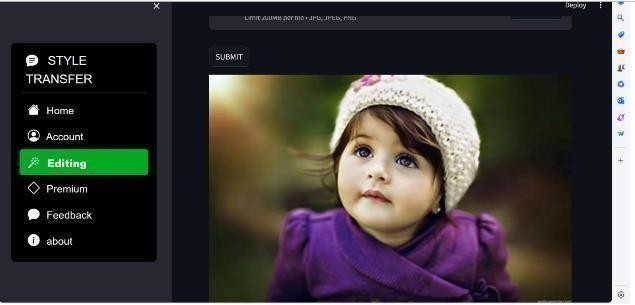 Deploy
Limit 200MB per file • JPG, JPEG, PNG
STYLE
TRANSFER
Home
Account
Editing
Premium
Feedback
about
SUBMIT